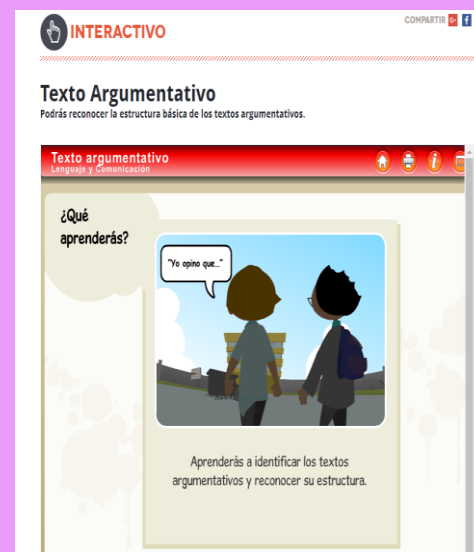 INTERACTIVO
COMPARTIR G+ f
Texto Argumentativo
Podrás reconocer la estructura básica de los textos argumentativos.
Texto argumentativo
Lenguaje y Comunicación
i
¿Qué
aprenderás?
"Yo opino que..."
Aprenderás a identificar los textos
argumentativos y reconocer su estructura.